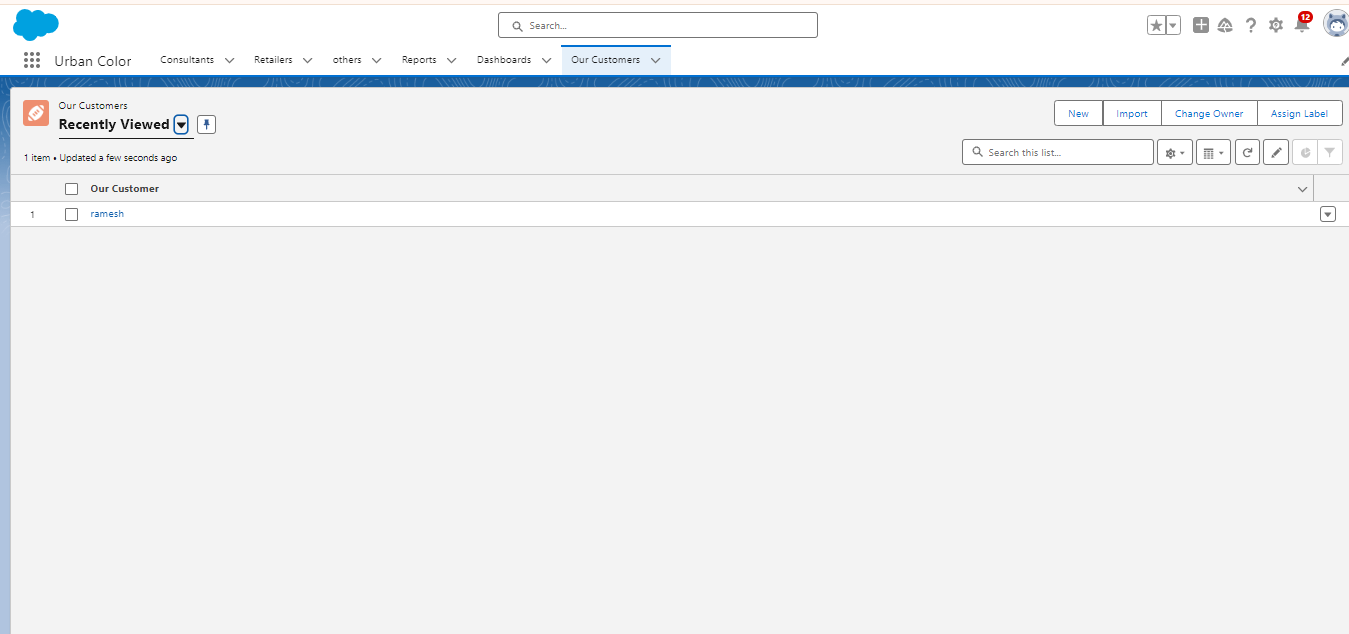 Search...
12
Urban Color
Consultants
Retailers
others
Reports
Dashboards
Our Customers
Our Customers
Recently Viewed
New
Import
Change Owner
Assign Label
1 item • Updated a few seconds ago
Search this list...
Our Customer
1
ramesh